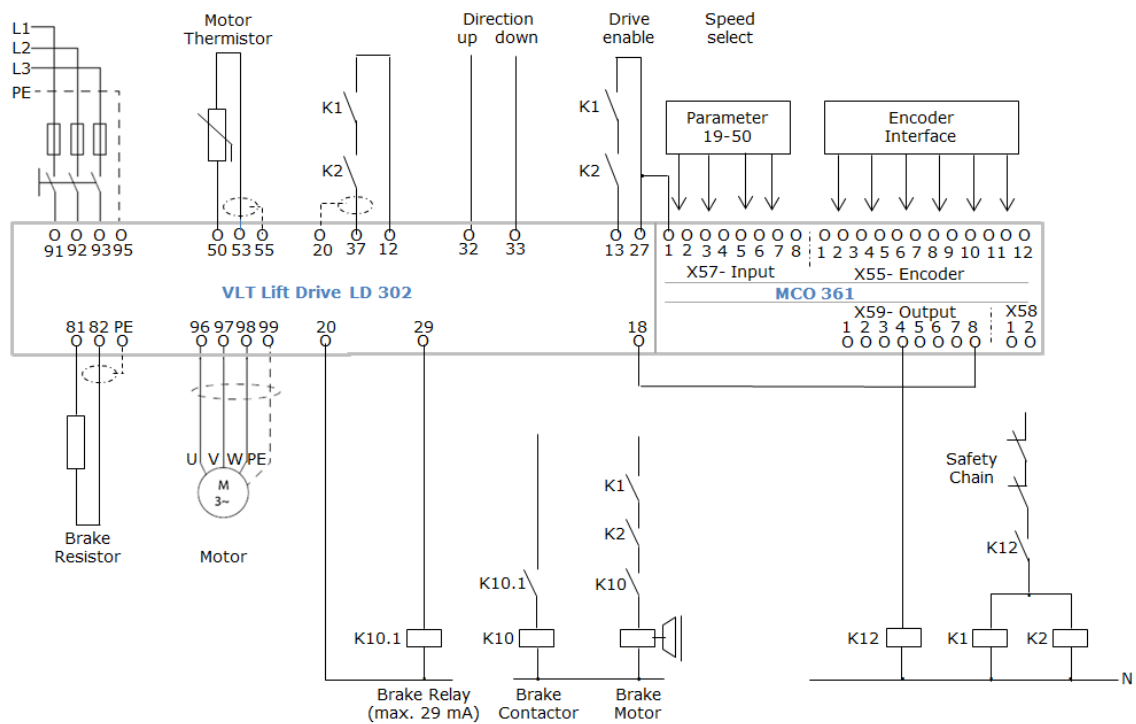 L1
L2
L3
PE
Motor
Thermistor
Direction
up down
Drive
enable
Speed
select
K1
K2
K1
K2
Parameter
19-50
Encoder
Interface
91 92 93 95
50 53 55
20 37 12
32 33
13 27
1 2 3 4 5 6 7 8
1 2 3 4 5 6 7 8 9 10 11 12
X57- Input
X55- Encoder
VLT Lift Drive LD 302
MCO 361
X59- Output
X58
81 82 PE
96 97 98 99
20
29
18
1 2 3 4 5 6 7 8
1 2
U V W PE
M
3~
Brake
Resistor
Motor
K10.1
Brake Relay
(max. 29 mA)
K10.1
K10
Brake
Contactor
K1
K2
K10
Brake
Motor
Safety
Chain
K12
K12
K1
K2
N